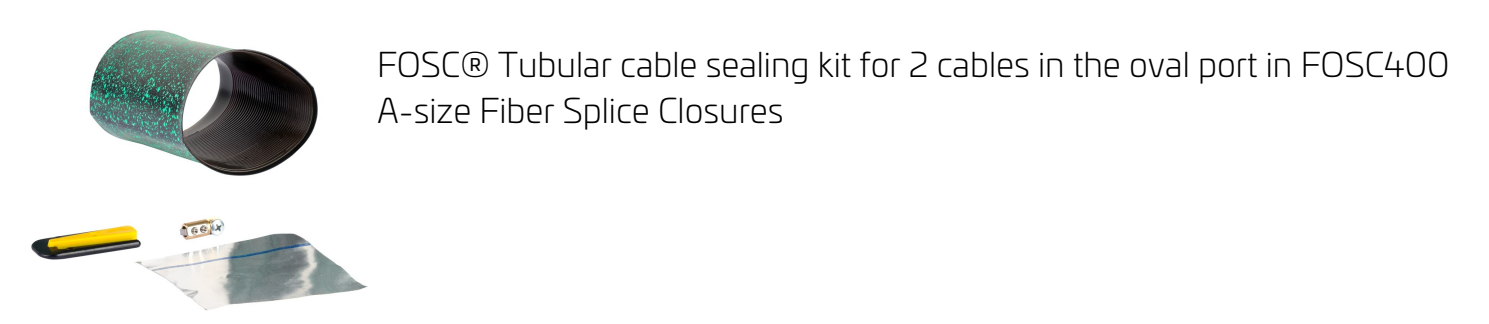 FOSC® Tubular cable sealing kit for 2 cables in the oval port in FOSC400
A-size Fiber Splice Closures